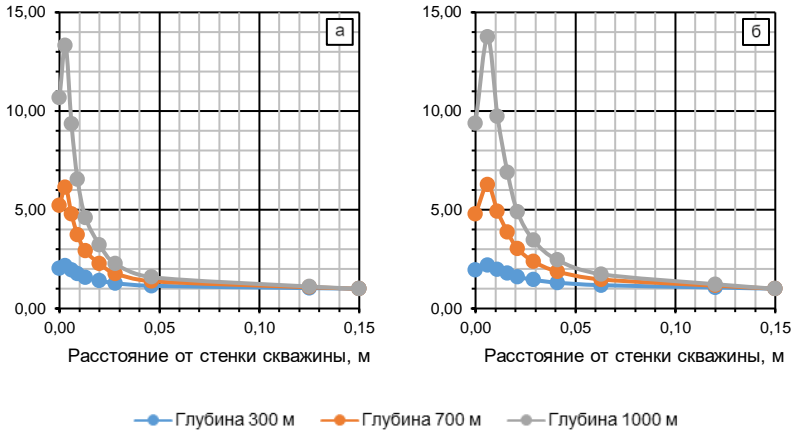 15,00 а
10,00
5,00
0,00
0,00 0,05 0,10 0,15
Расстояние от стенки скважины, м
15,00 б
10,00
5,00
0,00
0,00 0,05 0,10 0,15
Расстояние от стенки скважины, м
Глубина 300 м Глубина 700 м Глубина 1000 м